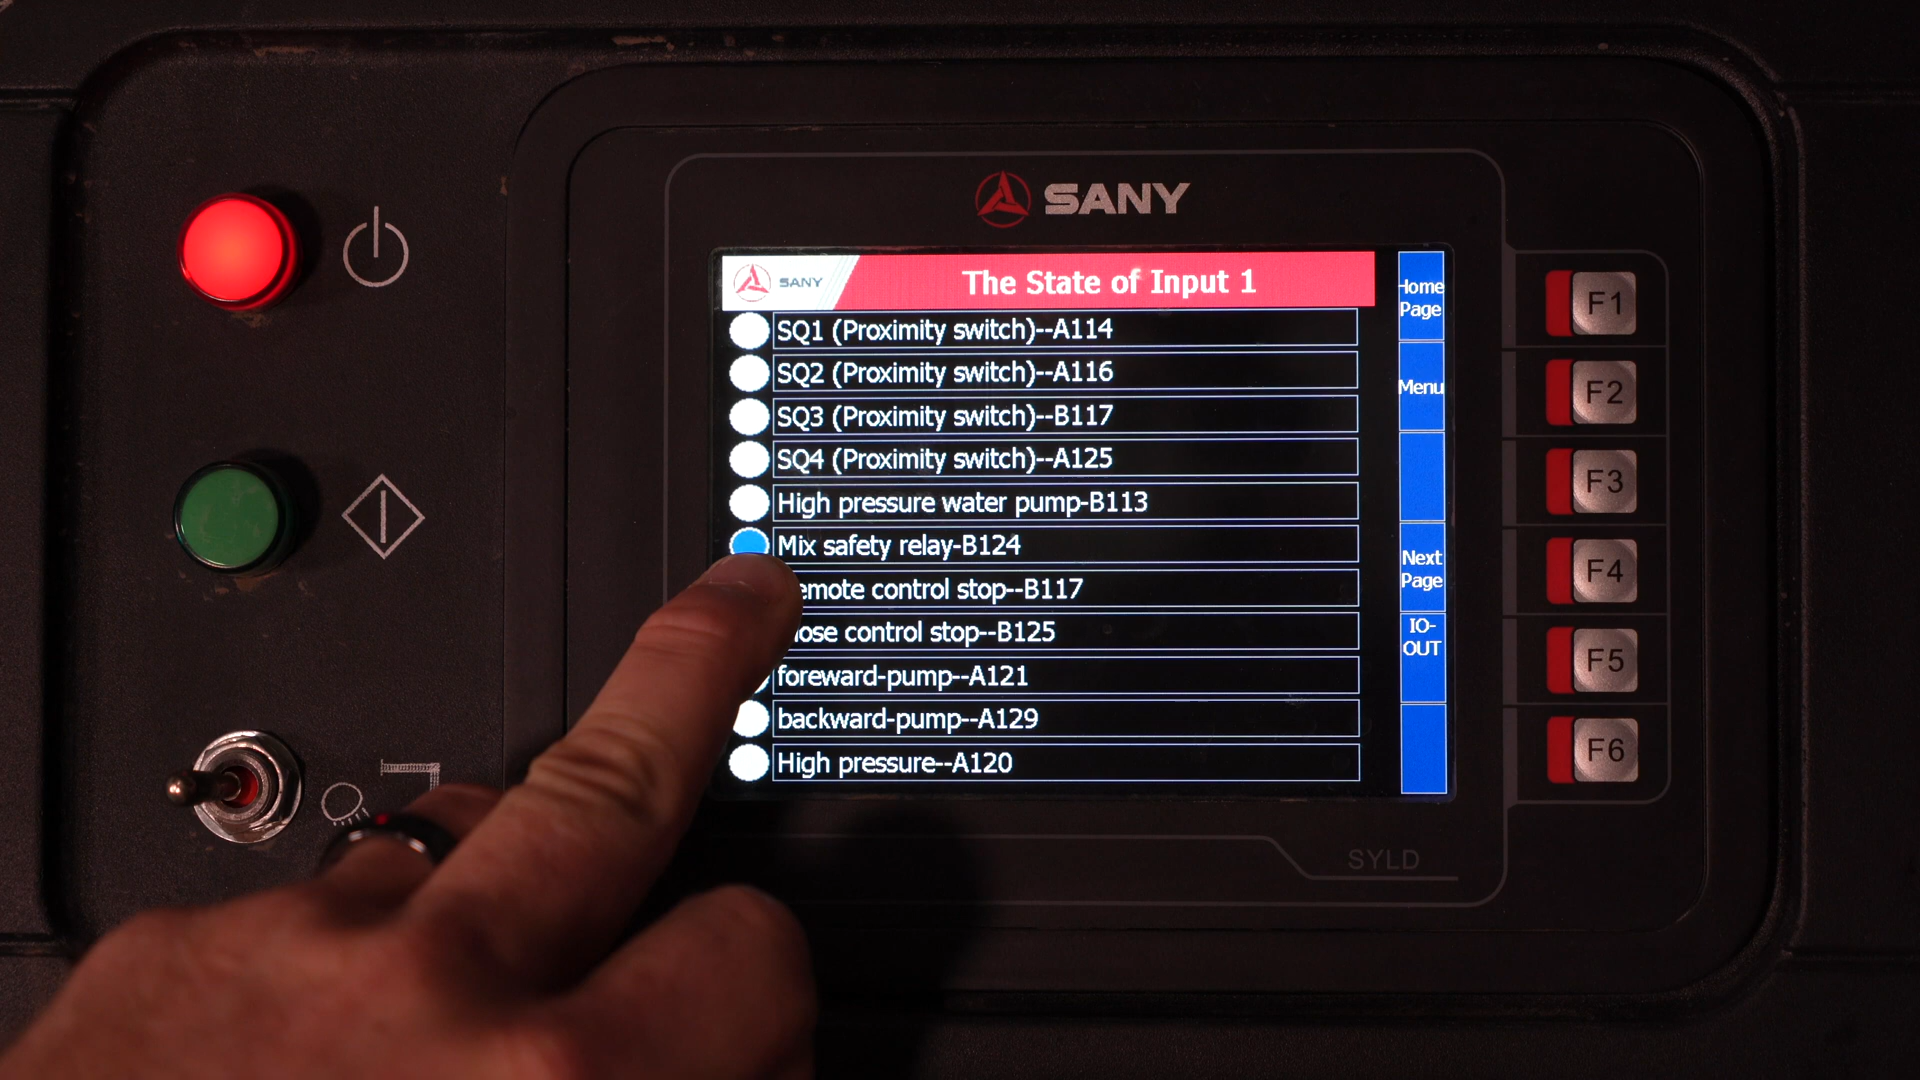 SANY
SANY
The State of Input 1
SQ1 (Proximity switch)--A114
SQ2 (Proximity switch)--A116
SQ3 (Proximity switch)--B117
SQ4 (Proximity switch)--A125
High pressure water pump-B113
Mix safety relay-B124
emote control stop--B117
ose control stop--B125
foreward-pump--A121
backward-pump--A129
High pressure--A120
Home
Page
Menu
Next
Page
IO-
OUT
F1
F2
F3
F4
F5
F6
SYLD